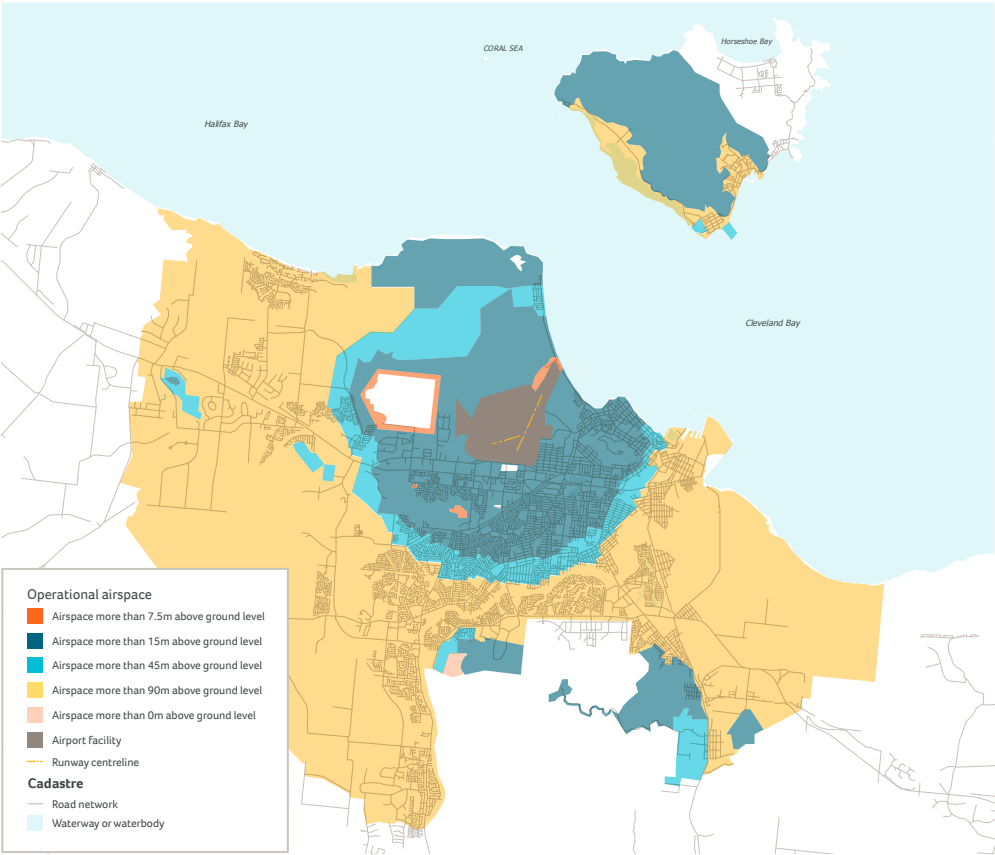 Horseshoe Bay
CORAL SEA
Halifax Bay
Cleveland Bay
Operational airspace
Airspace more than 7.5m above ground level
Airspace more than 15m above ground level
Airspace more than 45m above ground level
Airspace more than 90m above ground level
Airspace more than 0m above ground level
Airport facility
Runway centreline
Cadastre
Road network
Waterway or waterbody